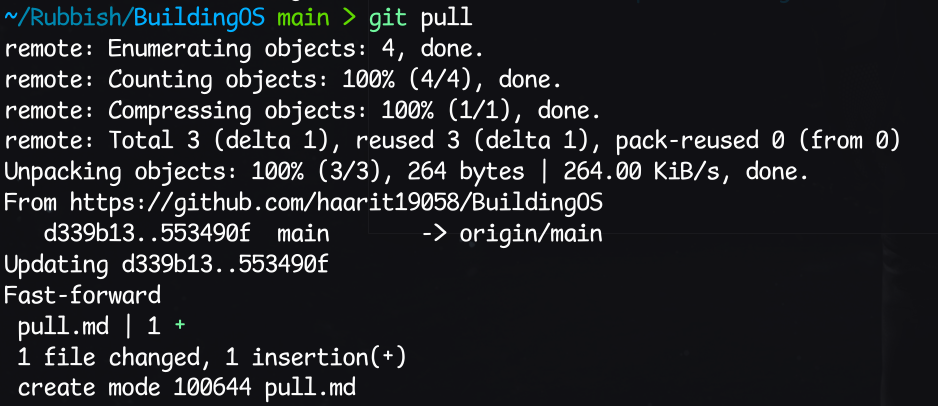 ~/Rubbish/BuildingOS main > git pull
remote: Enumerating objects: 4, done.
remote: Counting objects: 100% (4/4), done.
remote: Compressing objects: 100% (1/1), done.
remote: Total 3 (delta 1), reused 3 (delta 1), pack-reused 0 (from 0)
Unpacking objects: 100% (3/3), 264 bytes | 264.00 KiB/s, done.
From https://github.com/haarit19058/BuildingOS
   d339b13..553490f  main       -> origin/main
Updating d339b13..553490f
Fast-forward
 pull.md | 1 +
 1 file changed, 1 insertion(+)
 create mode 100644 pull.md